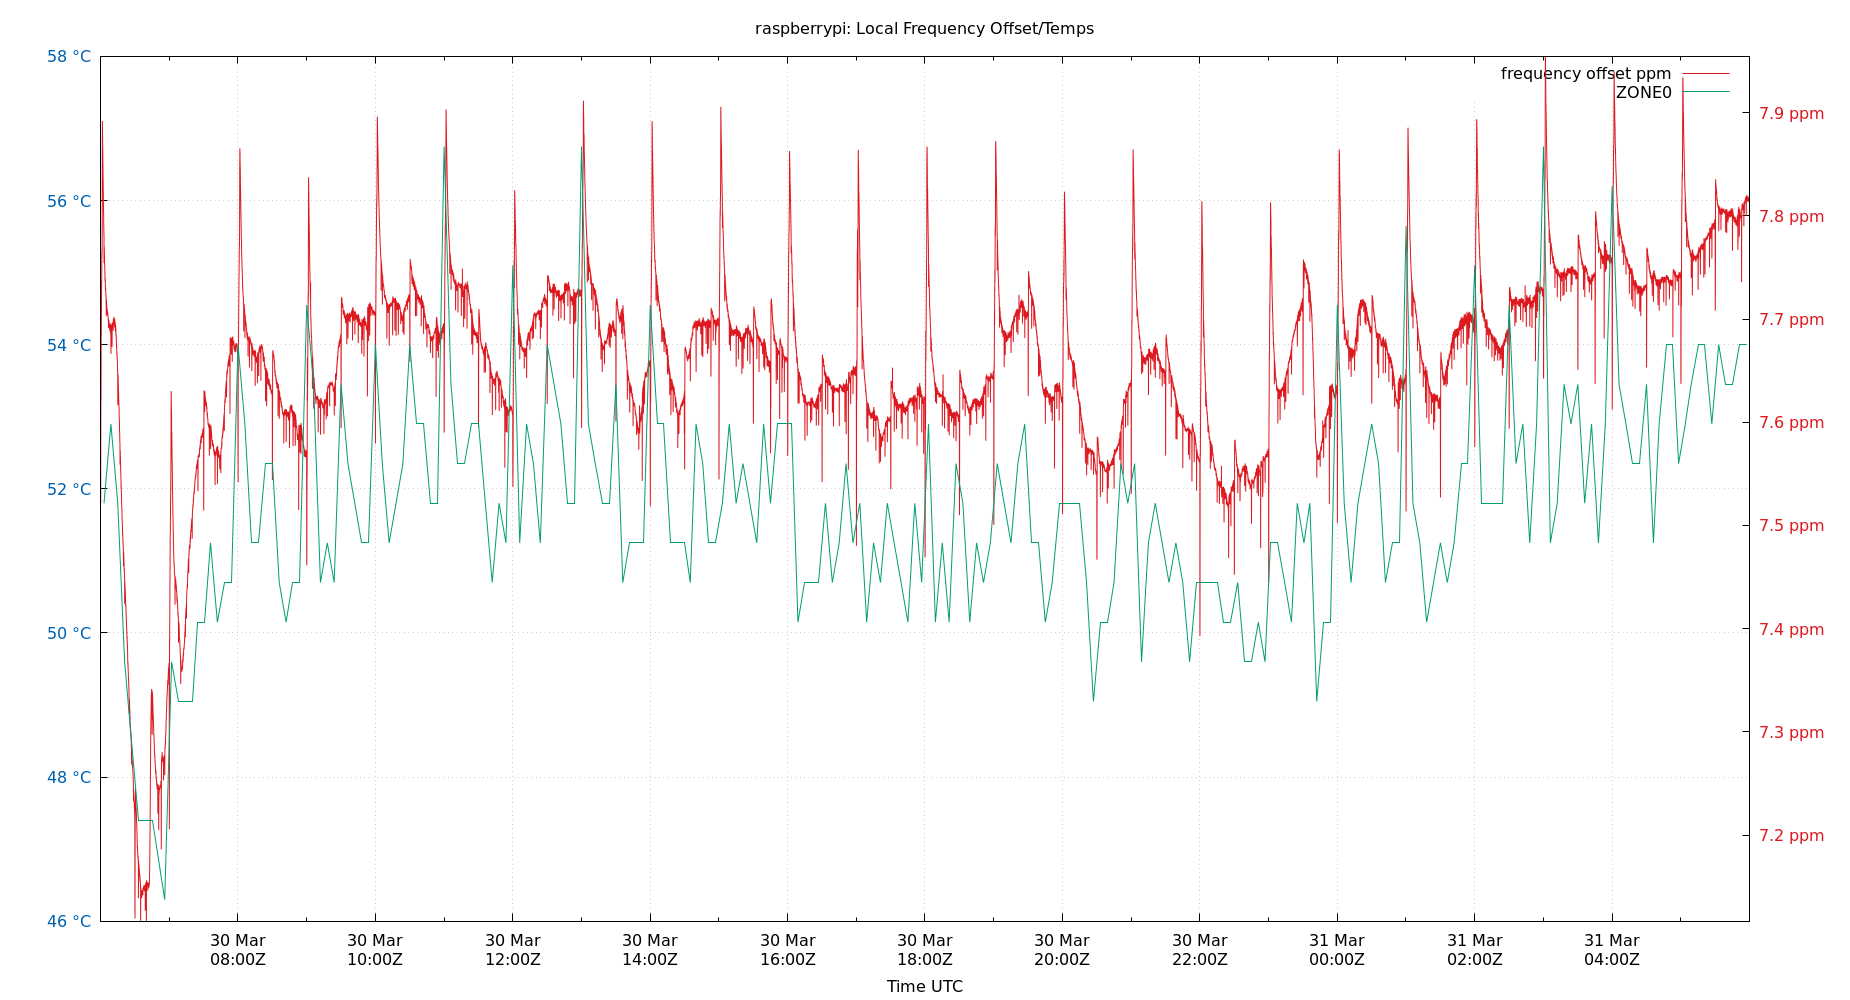 raspberrypi: Local Frequency Offset/Temps
58 °C
56 °C
54 °C
52 °C
50 °C
48 °C
46 °C
frequency offset ppm
ZONE0
7.9 ppm
7.8 ppm
7.7 ppm
7.6 ppm
7.5 ppm
7.4 ppm
7.3 ppm
7.2 ppm
30 Mar 30 Mar 30 Mar 30 Mar 30 Mar 30 Mar 30 Mar 30 Mar 31 Mar 31 Mar 31 Mar
08:00Z 10:00Z 12:00Z 14:00Z 16:00Z 18:00Z 20:00Z 22:00Z 00:00Z 02:00Z 04:00Z
Time UTC